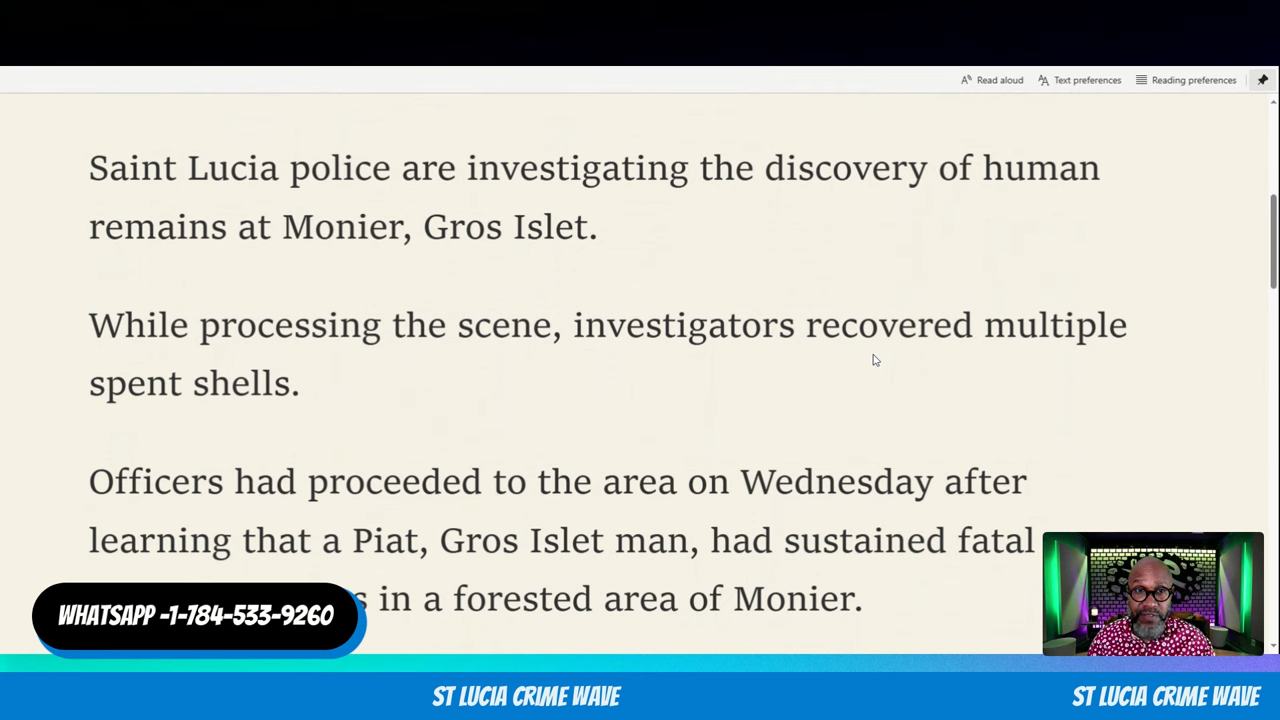 Read aloud Text preferences Reading preferences
Saint Lucia police are investigating the discovery of human
remains at Monier, Gros Islet.
While processing the scene, investigators recovered multiple
spent shells.
Officers had proceeded to the area on Wednesday after
learning that a Piat, Gros Islet man, had sustained fatal
s in a forested area of Monier.
WHATSAPP -1-784-533-9260
ST LUCIA CRIME WAVE
ST LUCIA CRIME WAVE